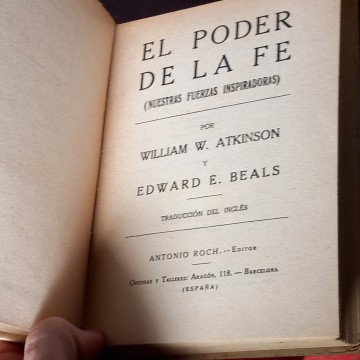 EL PODER
DE LA FE
(NUESTRAS FUERZAS INSPIRADORAS)
POR
WILLIAM W. ATKINSON
Y
EDWARD E. BEALS
TRADUCCIÓN DEL INGLÉS
ANTONIO ROCH.—EDITOR
OFICINAS Y TALLERES: ARAGÓN, 118. — BARCELONA
(ESPAÑA)